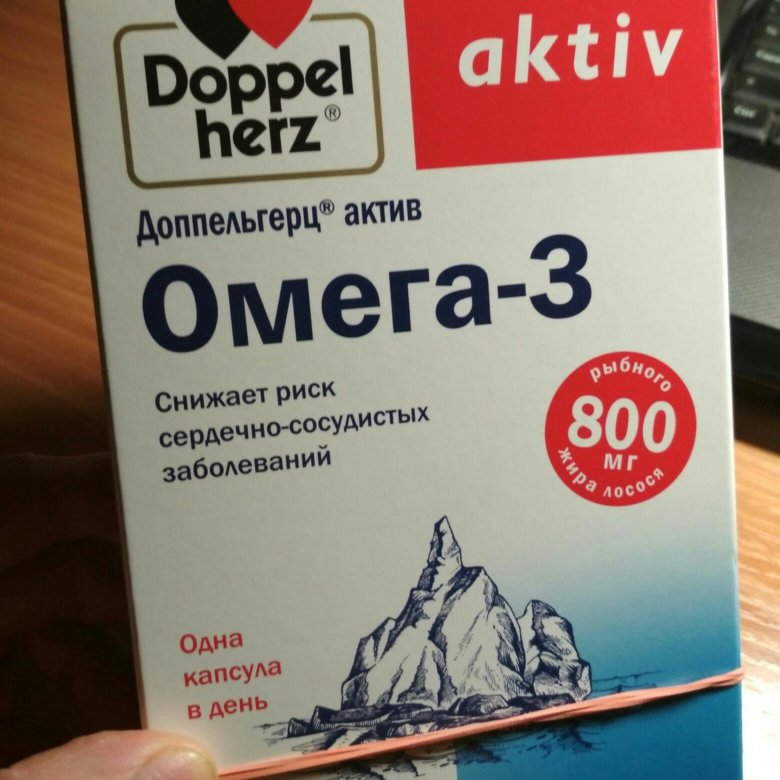 Doppel
herz®
aktiv
Доппельгерц® актив
Омега-3
Снижает риск
сердечно-сосудистых
заболеваний
рыбного
800
мг
жира лосося
Одна
капсула
в день